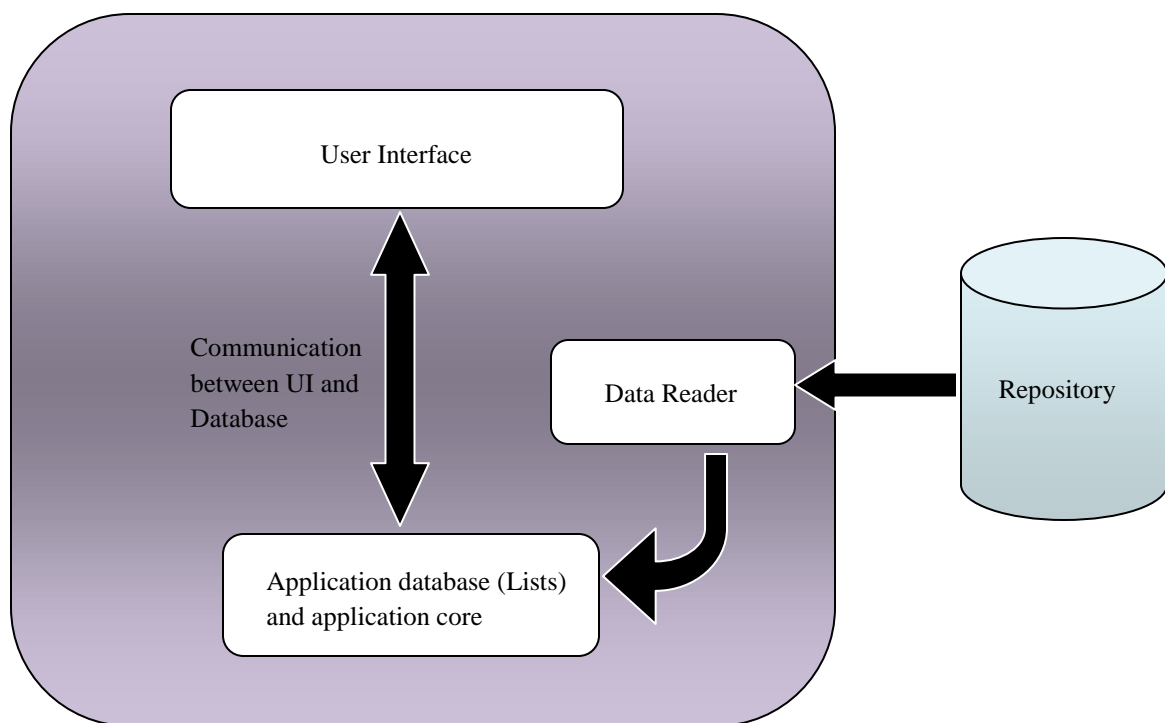 User Interface
Communication
between UI and
Database
Data Reader
Repository
Application database (Lists)
and application core